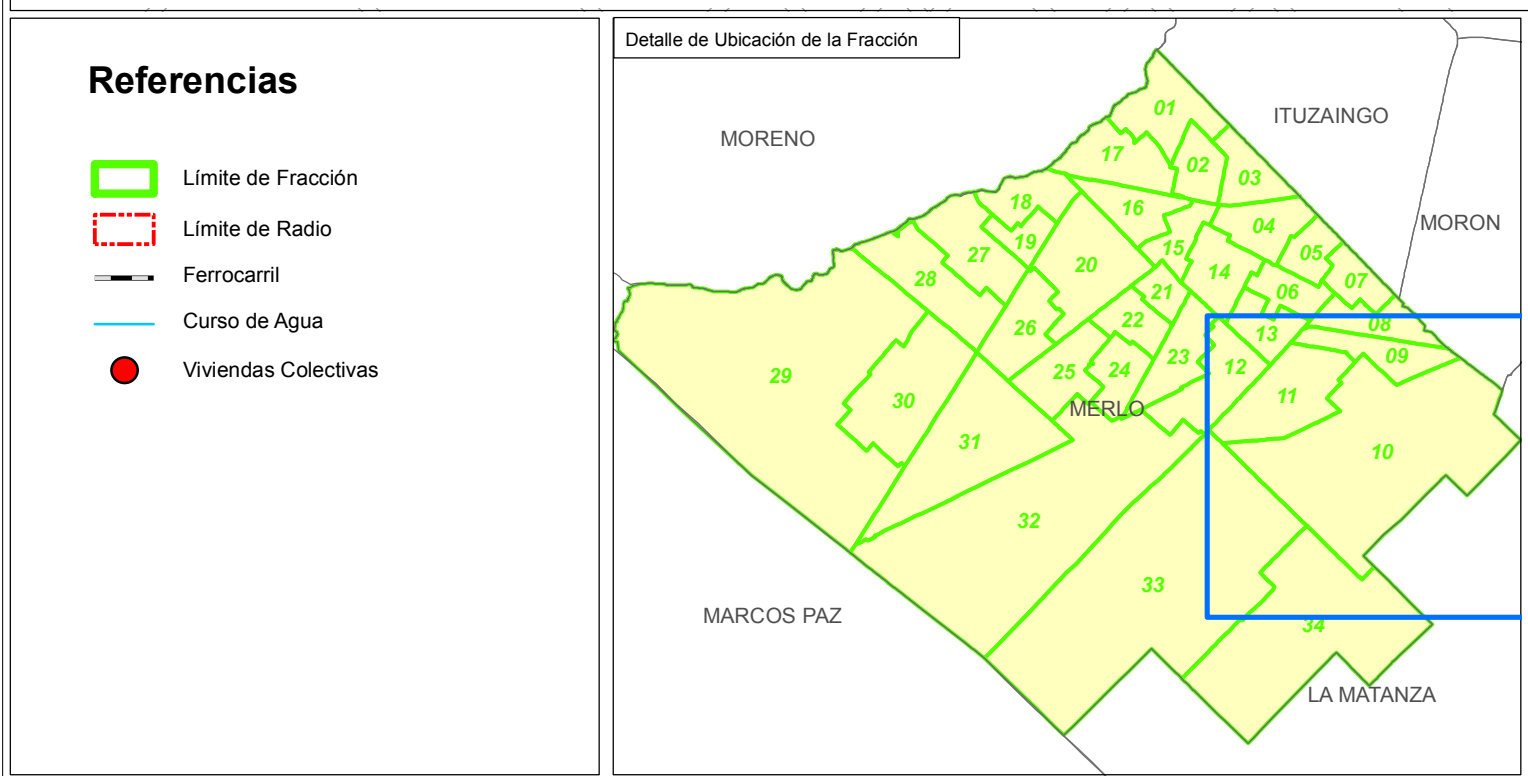 Referencias
Límite de Fracción
Límite de Radio
Ferrocarril
Curso de Agua
Viviendas Colectivas
Detalle de Ubicación de la Fracción
MORENO
ITUZAINGO
MORON
MERLO
MARCOS PAZ
LA MATANZA
01
17
02
03
18
16
04
19
15
05
27
20
14
07
28
21
06
26
22
13
08
23
09
29
25
24
12
30
11
31
10
32
33
34